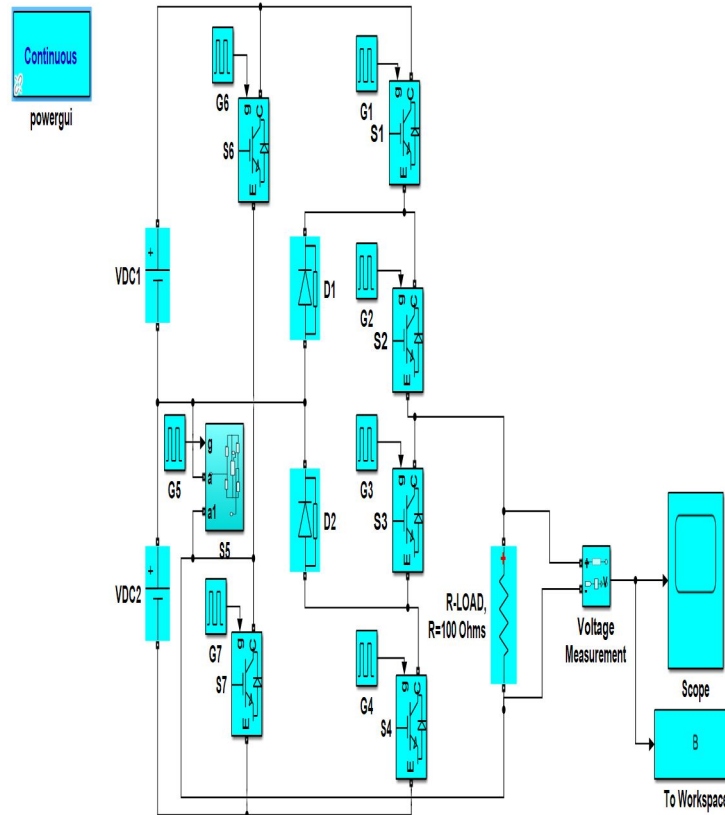 Continuous
powergui
G6
S6
g
C
E
G1
S1
g
C
E
VDC1
+
D1
G2
S2
g
C
E
G5
g
a
a1
S5
D2
G3
S3
g
C
E
VDC2
+
G7
S7
g
C
E
G4
S4
g
C
E
R-LOAD,
R=100 Ohms
+
+
-
+v
-
Voltage
Measurement
Scope
B
To Workspace